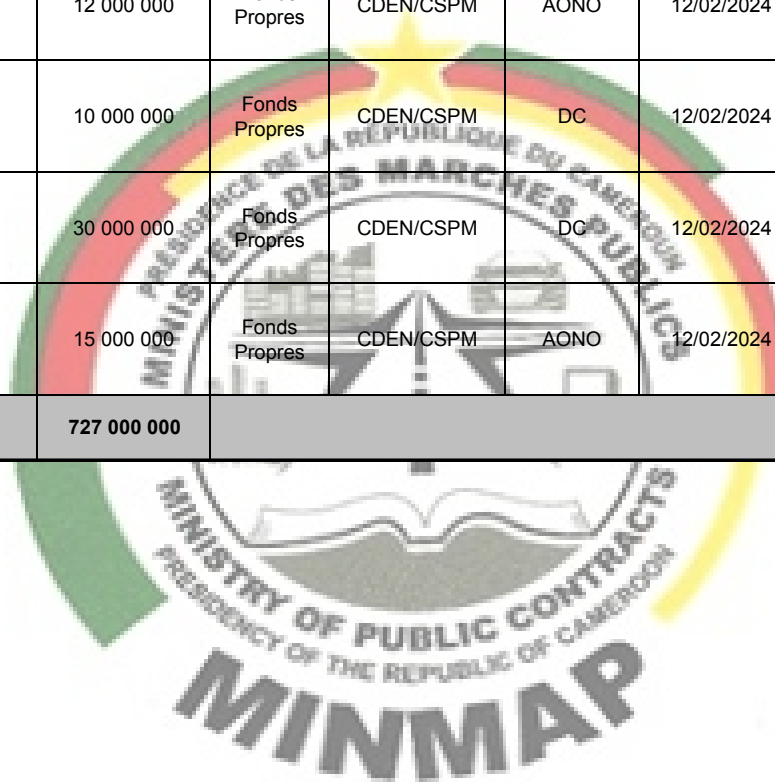 12 000 000 Propres CDEN/CSPM AONO 12/02/2024
10 000 000 Fonds Propres CDEN/CSPM DC 12/02/2024
30 000 000 Fonds Propres CDEN/CSPM DC 12/02/2024
15 000 000 Fonds Propres CDEN/CSPM AONO 12/02/2024
727 000 000
PRÉSIDENCE DE LA RÉPUBLIQUE DU CAMEROUN
MINISTERE DES MARCHES PUBLICS
MINISTRY OF PUBLIC CONTRACTS
PRESIDENCY OF THE REPUBLIC OF CAMEROON
MINMAP